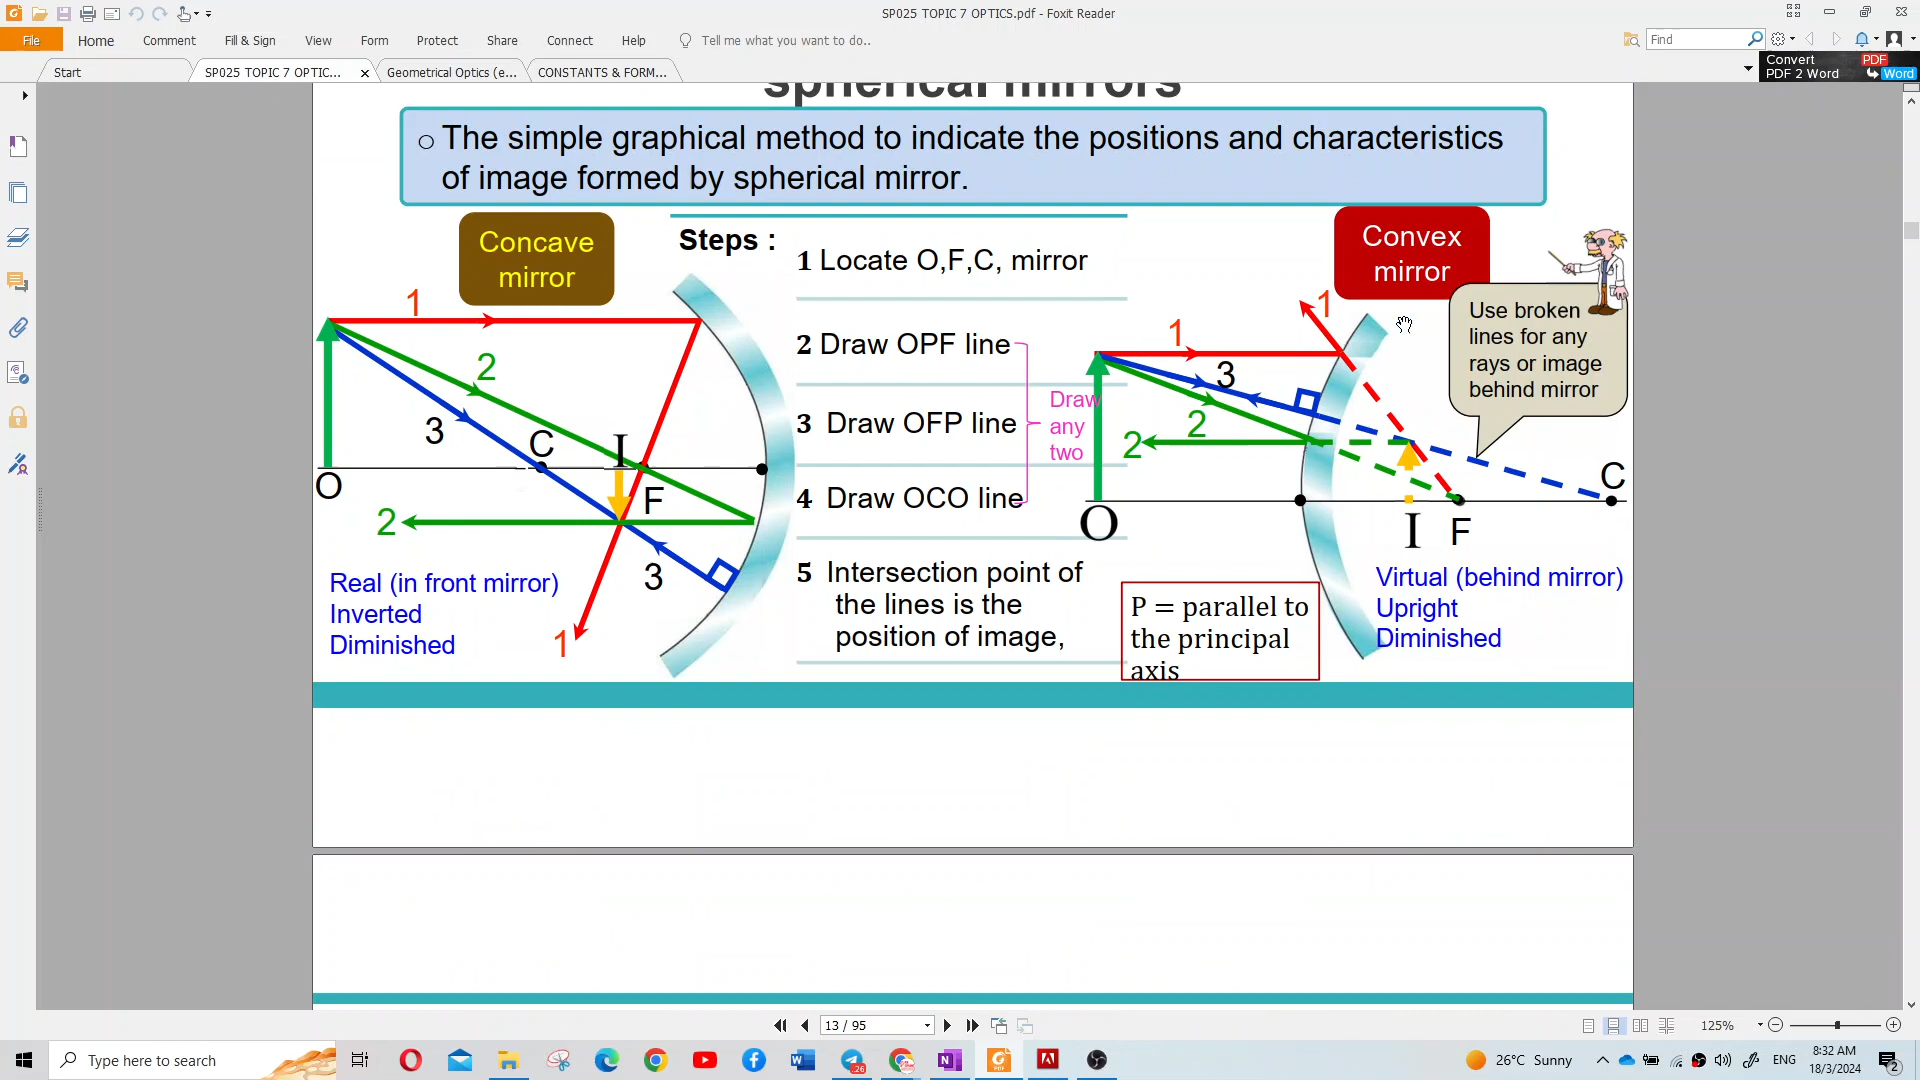 SP025 TOPIC 7 OPTICS.pdf - Foxit Reader
File Home Comment Fill & Sign View Form Protect Share Connect Help Tell me what you want to do.. Find
Start SP025 TOPIC 7 OPTIC... Geometrical Optics (e... CONSTANTS & FORM...
Convert PDF
PDF 2 Word Word
spherical mirrors
The simple graphical method to indicate the positions and characteristics
of image formed by spherical mirror.
Concave
mirror
1
2
3
C
I
O
F
2
3
1
Real (in front mirror)
Inverted
Diminished
Steps :
1 Locate O,F,C, mirror
2 Draw OPF line
3 Draw OFP line
4 Draw OCO line
Draw
any
two
5 Intersection point of
the lines is the
position of image,
Convex
mirror
Use broken
lines for any
rays or image
behind mirror
1
1
3
2
2
C
O
I
F
P = parallel to
the principal
axis
Virtual (behind mirror)
Upright
Diminished
13 / 95
125%
Type here to search
26
26°C Sunny
ENG
8:32 AM
18/3/2024
2